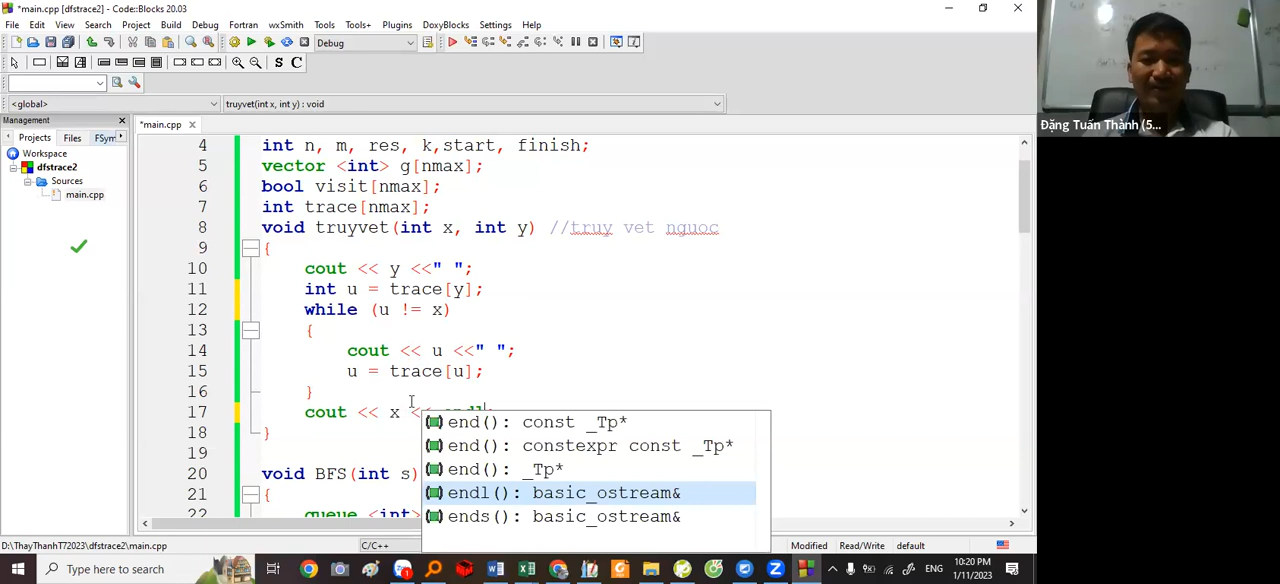 *main.cpp [dfstrace2] - Code::Blocks 20.03
File Edit View Search Project Build Debug Fortran wxSmith Tools Tools+ Plugins DoxyBlocks Settings Help
Debug
S C
<global> truyvet(int x, int y) : void
Management
Projects Files FSym
*main.cpp
Workspace
dfstrace2
Sources
main.cpp
4 int n, m, res, k,start, finish;
5 vector <int> g[nmax];
6 bool visit[nmax];
7 int trace[nmax];
8 void truyvet(int x, int y) //truy vet nguoc
9 {
10 cout << y <<" ";
11 int u = trace[y];
12 while (u != x)
13 {
14 cout << u <<" ";
15 u = trace[u];
16 }
17 cout << x << endl;
18 }
19
20 void BFS(int s)
21 {
22 queue <int>
end(): const _Tp*
end(): constexpr const _Tp*
end(): _Tp*
endl(): basic_ostream&
ends(): basic_ostream&
Đặng Tuấn Thành (5...
D:\ThayThanhT72023\dfstrace2\main.cpp C/C++ Modified Read/Write default
Type here to search
ENG
10:20 PM
1/11/2023